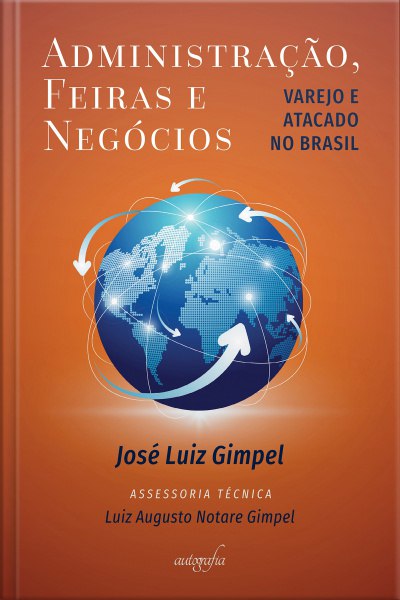 ADMINISTRAÇÃO,
FEIRAS E
NEGÓCIOS
VAREJO E
ATACADO
NO BRASIL
José Luiz Gimpel
ASSESSORIA TÉCNICA
Luiz Augusto Notare Gimpel
autografia